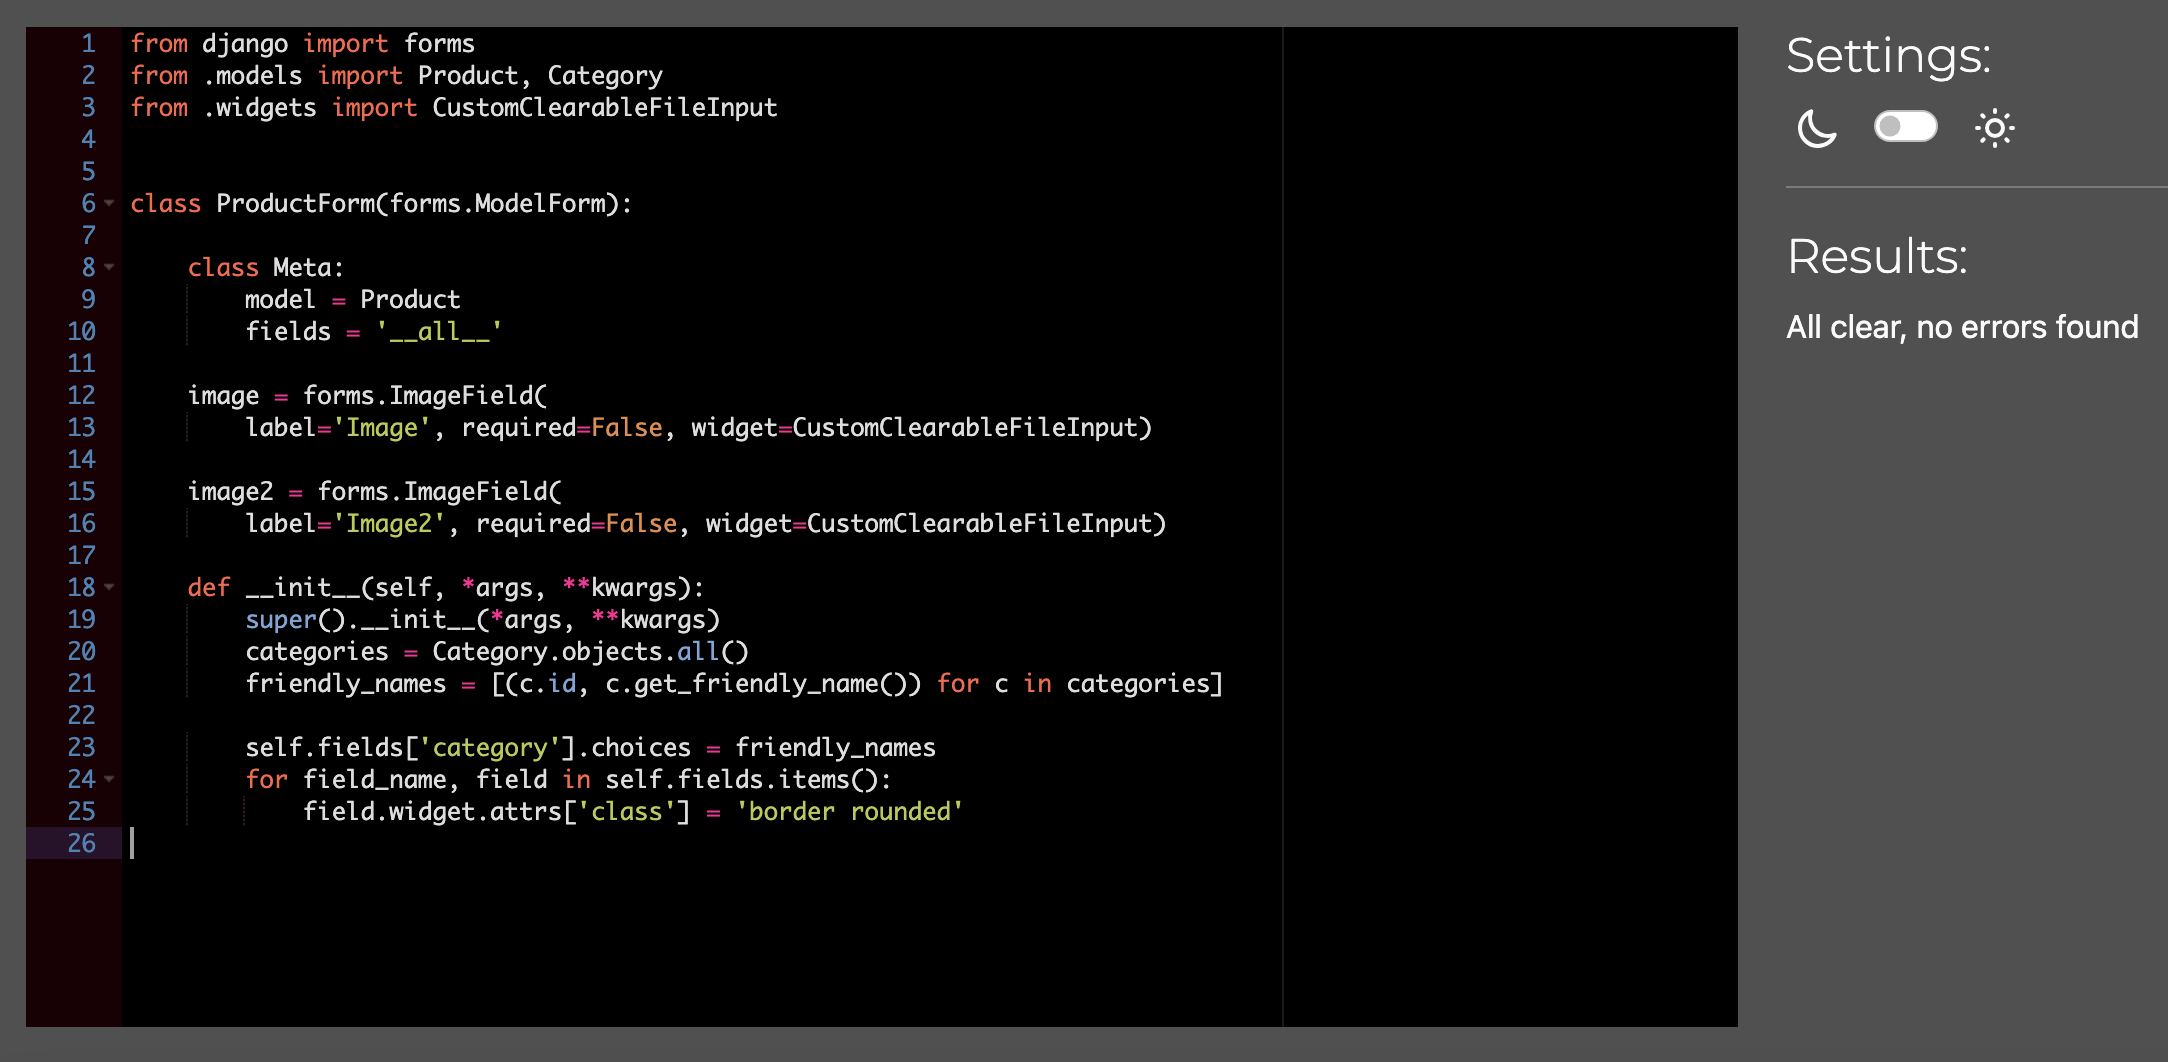 1 from django import forms
2 from .models import Product, Category
3 from .widgets import CustomClearableFileInput
4
5
6 class ProductForm(forms.ModelForm):
7
8     class Meta:
9         model = Product
10         fields = '__all__'
11
12     image = forms.ImageField(
13         label='Image', required=False, widget=CustomClearableFileInput)
14
15     image2 = forms.ImageField(
16         label='Image2', required=False, widget=CustomClearableFileInput)
17
18     def __init__(self, *args, **kwargs):
19         super().__init__(*args, **kwargs)
20         categories = Category.objects.all()
21         friendly_names = [(c.id, c.get_friendly_name()) for c in categories]
22
23         self.fields['category'].choices = friendly_names
24         for field_name, field in self.fields.items():
25             field.widget.attrs['class'] = 'border rounded'
26
Settings:
Results:
All clear, no errors found